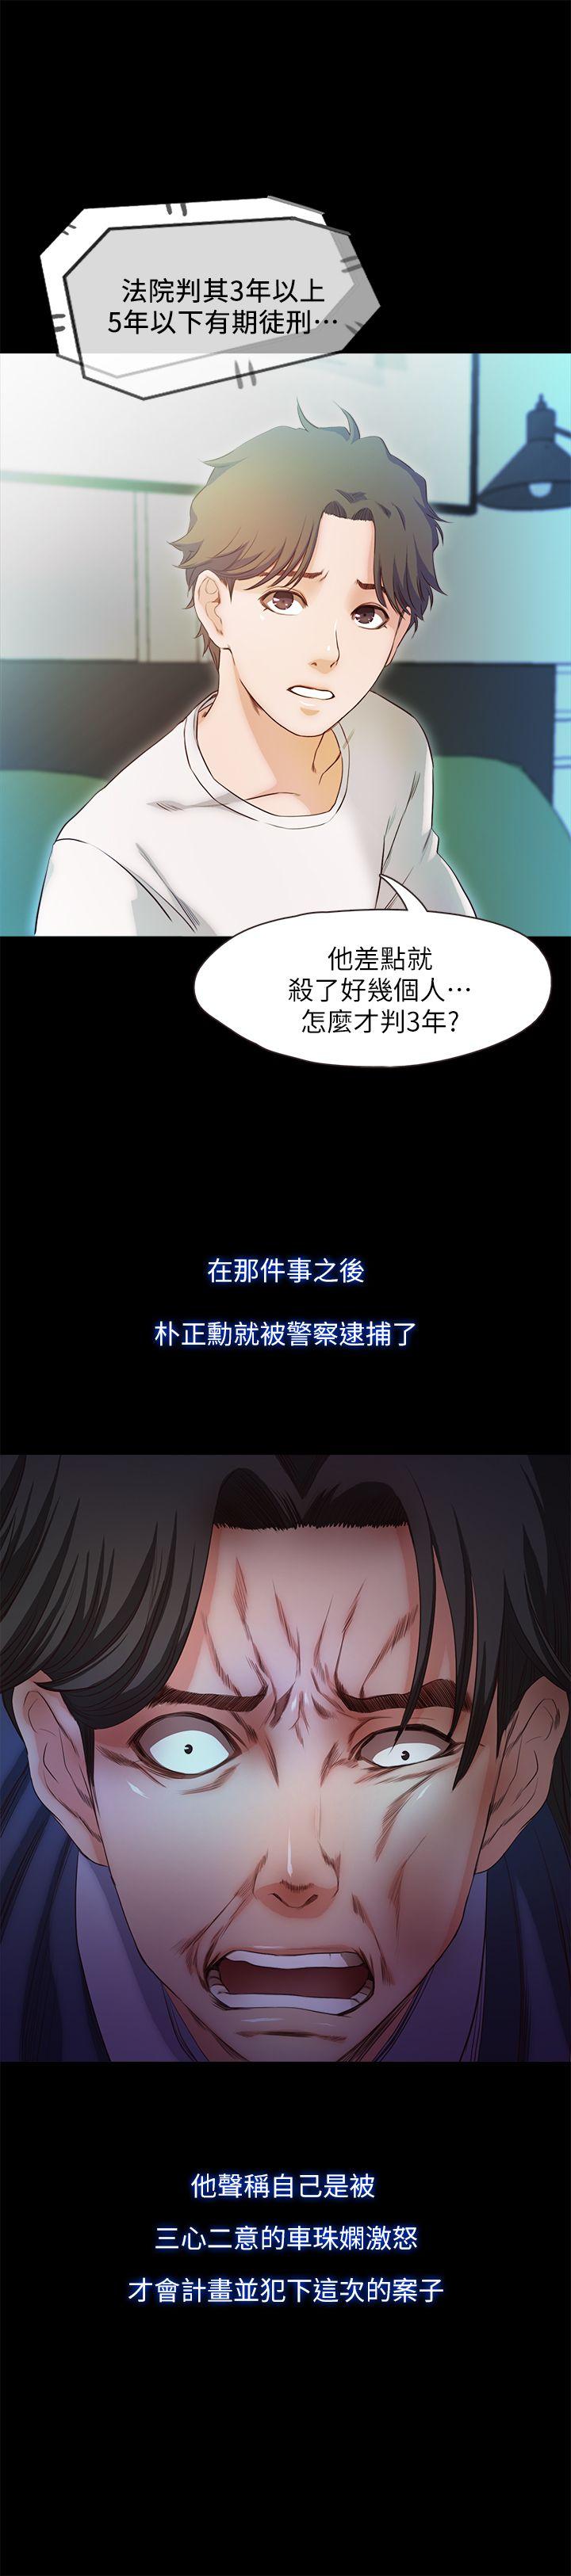 法院判其3年以上
5年以下有期徒刑…
他差點就
殺了好幾個人…
怎麼才判3年?
在那件事之後
朴正勳就被警察逮捕了
他聲稱自己是被
三心二意的車珠嫻激怒
才會計畫並犯下這次的案子